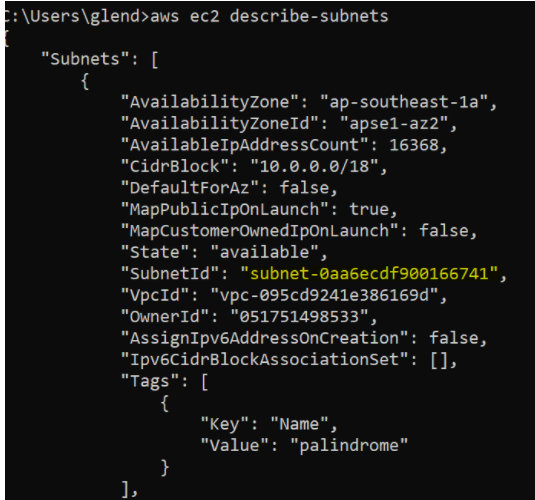 C:\Users\glend>aws ec2 describe-subnets
{
"Subnets": [
{
"AvailabilityZone": "ap-southeast-1a",
"AvailabilityZoneId": "apse1-az2",
"AvailableIpAddressCount": 16368,
"CidrBlock": "10.0.0.0/18",
"DefaultForAz": false,
"MapPublicIpOnLaunch": true,
"MapCustomerOwnedIpOnLaunch": false,
"State": "available",
"SubnetId": "subnet-0aa6ecdf900166741",
"VpcId": "vpc-095cd9241e386169d",
"OwnerId": "051751498533",
"AssignIpv6AddressOnCreation": false,
"Ipv6CidrBlockAssociationSet": [],
"Tags": [
{
"Key": "Name",
"Value": "palindrome"
}
],